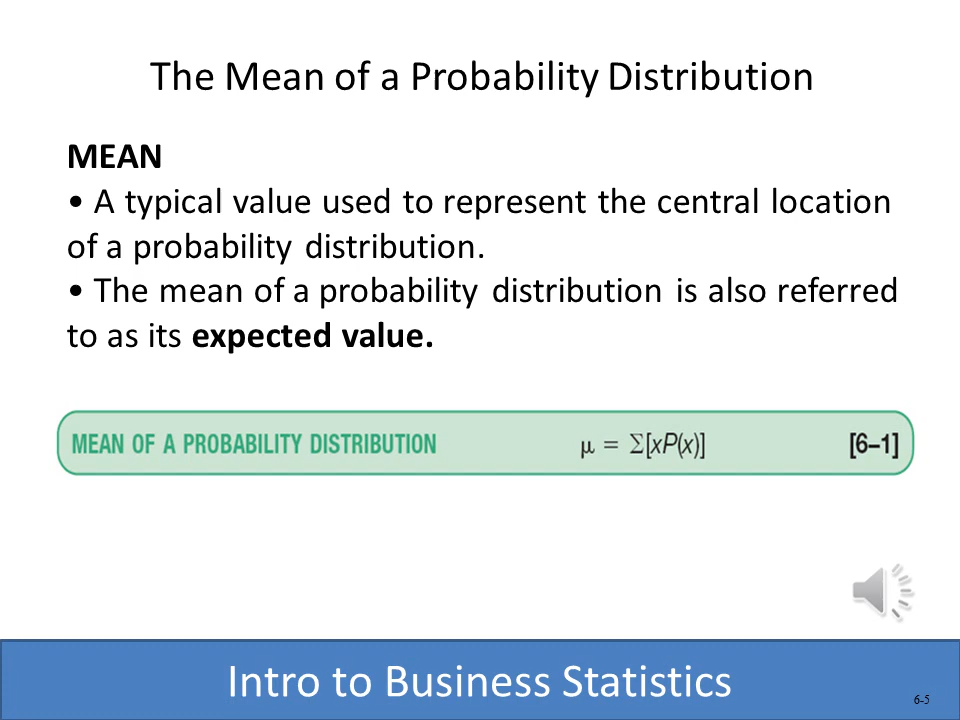 The Mean of a Probability Distribution
MEAN
• A typical value used to represent the central location
of a probability distribution.
• The mean of a probability distribution is also referred
to as its expected value.
MEAN OF A PROBABILITY DISTRIBUTION μ = Σ[xP(x)] [6–1]
Intro to Business Statistics
6-5